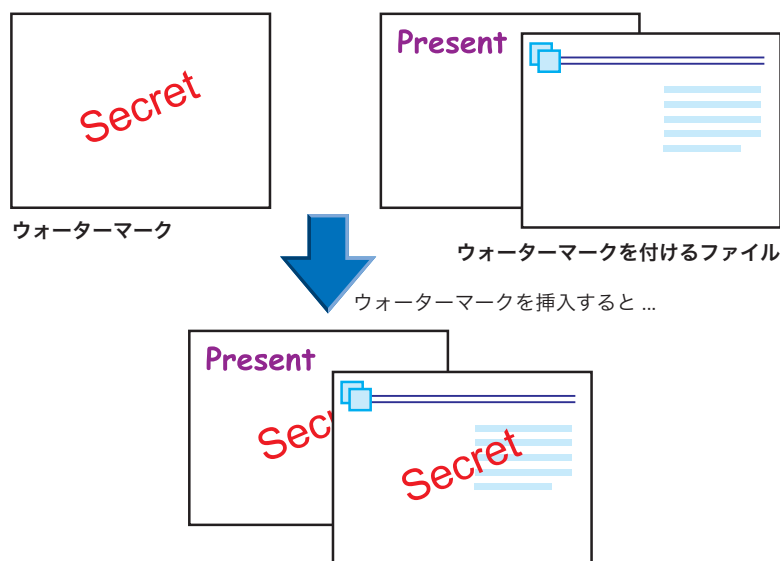 Secret
Present
ウォーターマーク
ウォーターマークを付けるファイル
ウォーターマークを挿入すると ...
Present
Secr
Secret